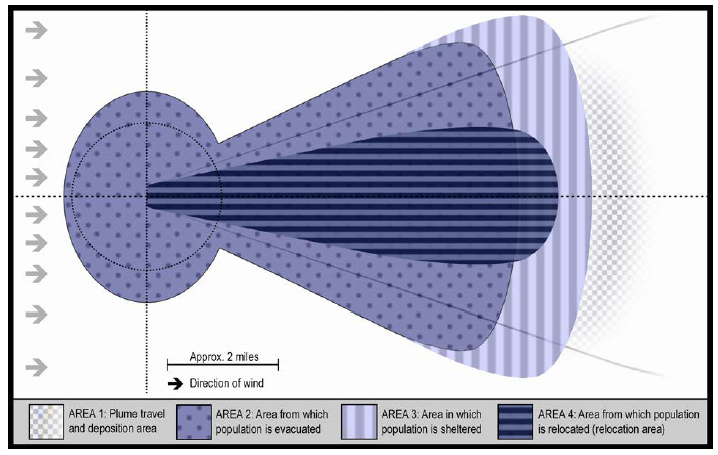 Approx. 2 miles
Direction of wind
AREA 1: Plume travel
and deposition area
AREA 2: Area from which
population is evacuated
AREA 3: Area in which
population is sheltered
AREA 4: Area from which population
is relocated (relocation area)